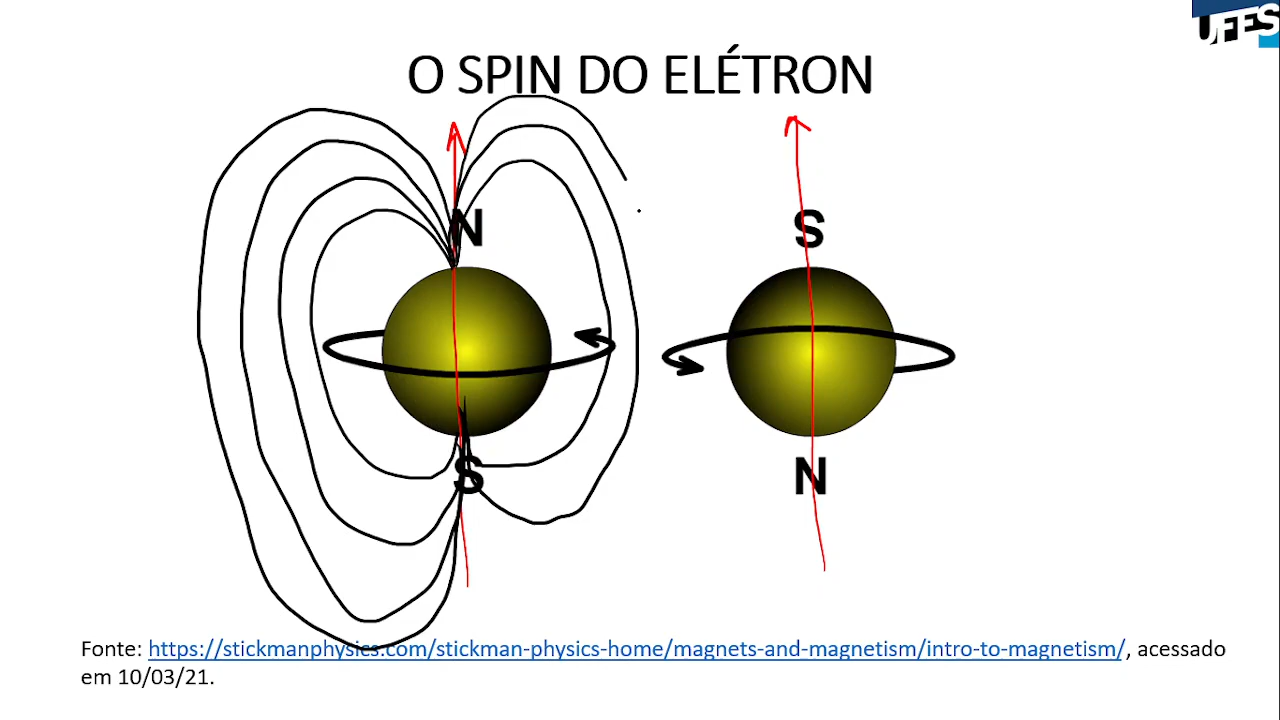 UFES
O SPIN DO ELÉTRON
N
S
S
N
Fonte: https://stickmanphysics.com/stickman-physics-home/magnets-and-magnetism/intro-to-magnetism/, acessado
em 10/03/21.